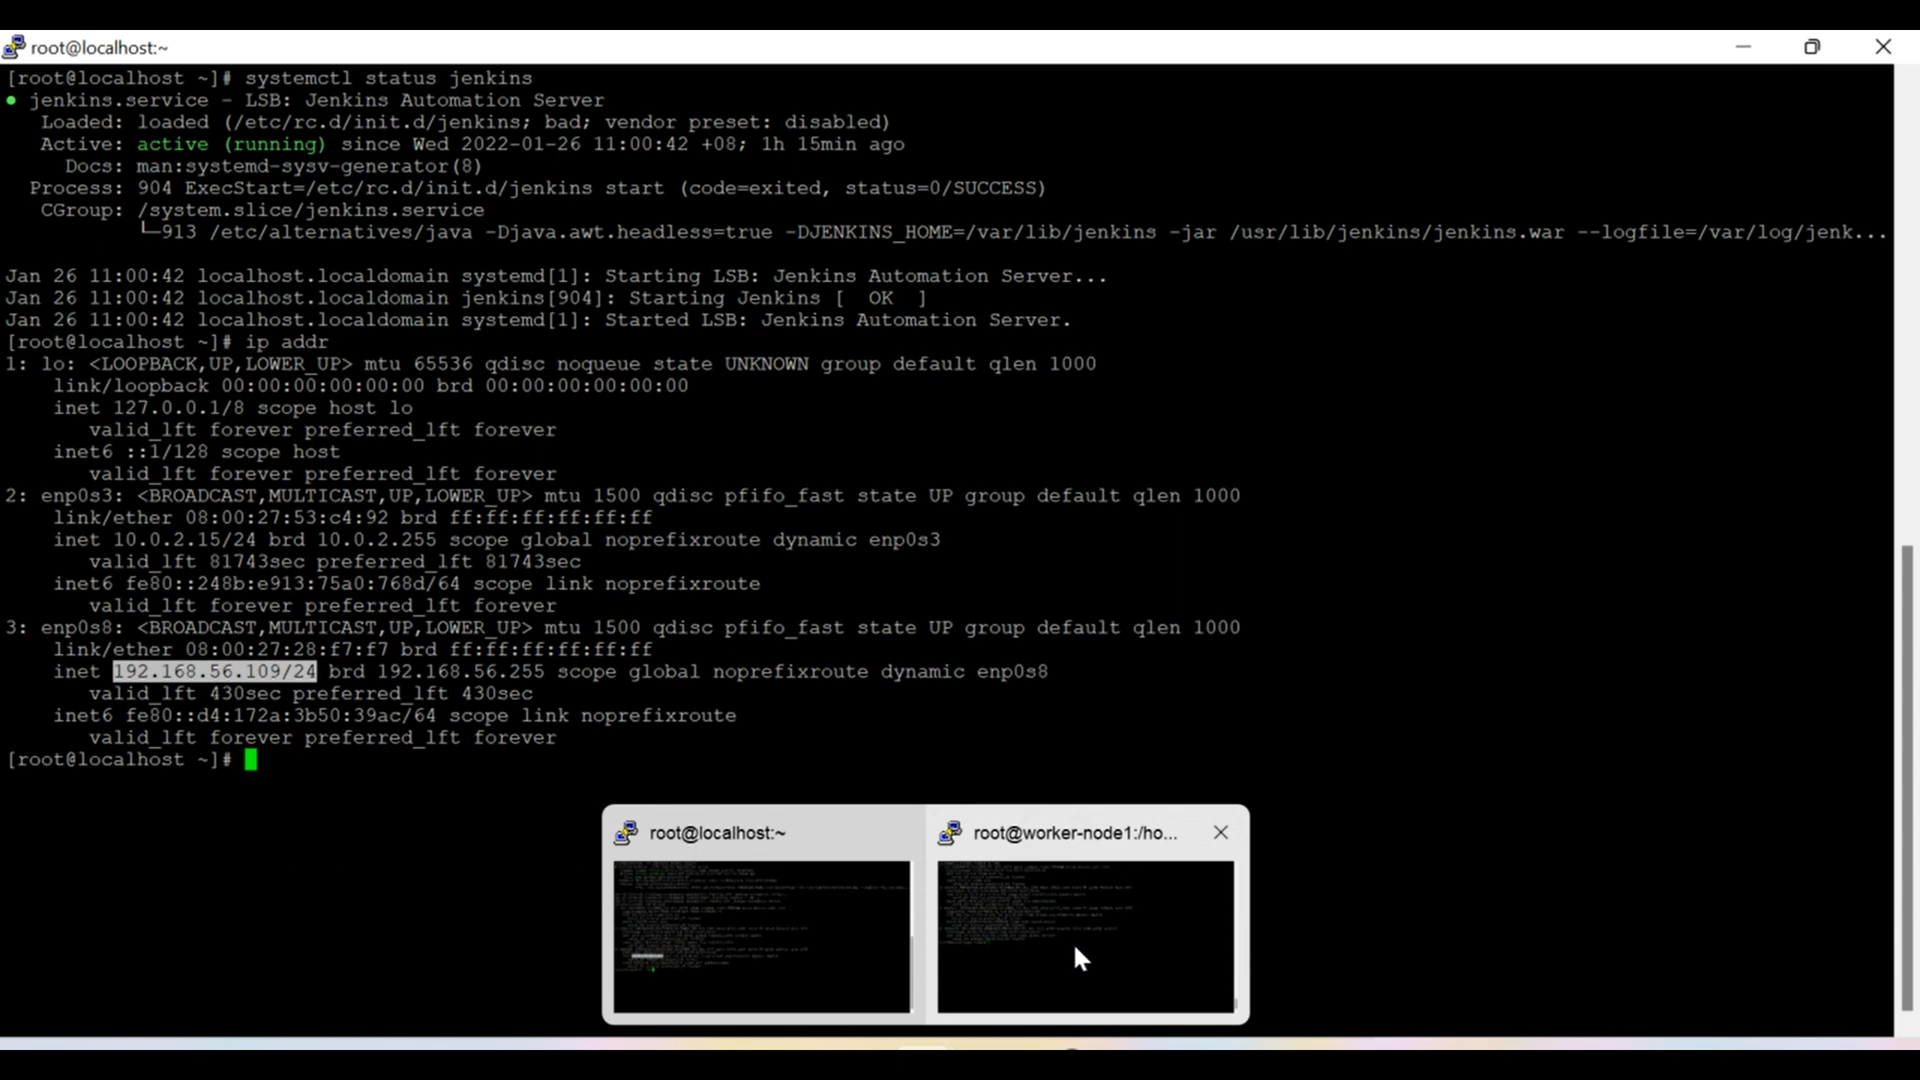 root@localhost:~
[root@localhost ~]# systemctl status jenkins
● jenkins.service - LSB: Jenkins Automation Server
Loaded: loaded (/etc/rc.d/init.d/jenkins; bad; vendor preset: disabled)
Active: active (running) since Wed 2022-01-26 11:00:42 +08; 1h 15min ago
Docs: man:systemd-sysv-generator(8)
Process: 904 ExecStart=/etc/rc.d/init.d/jenkins start (code=exited, status=0/SUCCESS)
CGroup: /system.slice/jenkins.service
└─913 /etc/alternatives/java -Djava.awt.headless=true -DJENKINS_HOME=/var/lib/jenkins -jar /usr/lib/jenkins/jenkins.war --logfile=/var/log/jenk...
Jan 26 11:00:42 localhost.localdomain systemd[1]: Starting LSB: Jenkins Automation Server...
Jan 26 11:00:42 localhost.localdomain jenkins[904]: Starting Jenkins [  OK  ]
Jan 26 11:00:42 localhost.localdomain systemd[1]: Started LSB: Jenkins Automation Server.
[root@localhost ~]# ip addr
1: lo: <LOOPBACK,UP,LOWER_UP> mtu 65536 qdisc noqueue state UNKNOWN group default qlen 1000
link/loopback 00:00:00:00:00:00 brd 00:00:00:00:00:00
inet 127.0.0.1/8 scope host lo
valid_lft forever preferred_lft forever
inet6 ::1/128 scope host
valid_lft forever preferred_lft forever
2: enp0s3: <BROADCAST,MULTICAST,UP,LOWER_UP> mtu 1500 qdisc pfifo_fast state UP group default qlen 1000
link/ether 08:00:27:53:c4:92 brd ff:ff:ff:ff:ff:ff
inet 10.0.2.15/24 brd 10.0.2.255 scope global noprefixroute dynamic enp0s3
valid_lft 81743sec preferred_lft 81743sec
inet6 fe80::248b:e913:75a0:768d/64 scope link noprefixroute
valid_lft forever preferred_lft forever
3: enp0s8: <BROADCAST,MULTICAST,UP,LOWER_UP> mtu 1500 qdisc pfifo_fast state UP group default qlen 1000
link/ether 08:00:27:28:f7:f7 brd ff:ff:ff:ff:ff:ff
inet 192.168.56.109/24 brd 192.168.56.255 scope global noprefixroute dynamic enp0s8
valid_lft 430sec preferred_lft 430sec
inet6 fe80::d4:172a:3b50:39ac/64 scope link noprefixroute
valid_lft forever preferred_lft forever
[root@localhost ~]#
root@localhost:~
root@worker-node1:/ho...